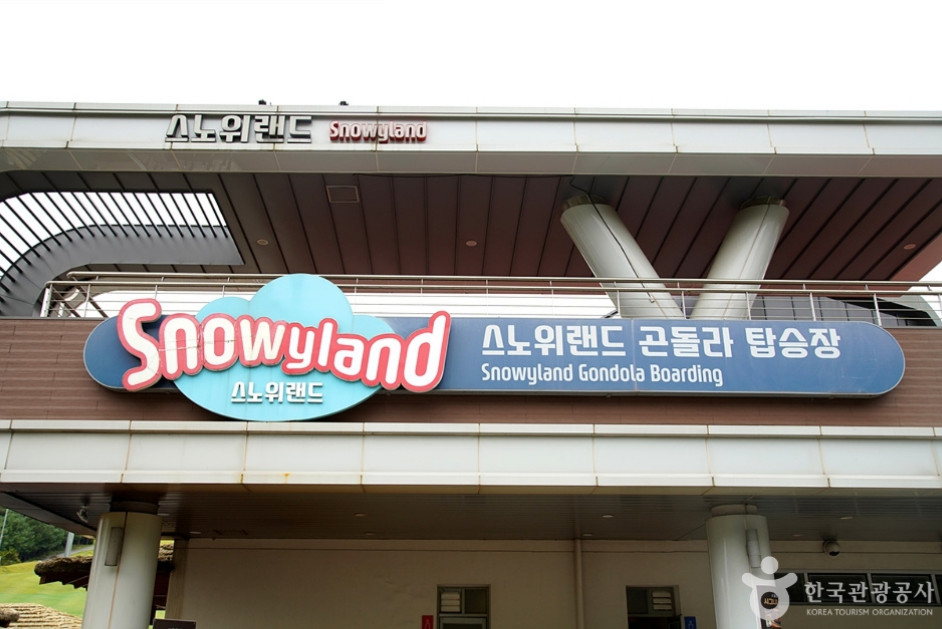 스노위랜드 Snowyland
Snowyland
스노위랜드
스노위랜드 곤돌라 탑승장
Snowyland Gondola Boarding
한국관광공사
KOREA TOURISM ORGANIZATION